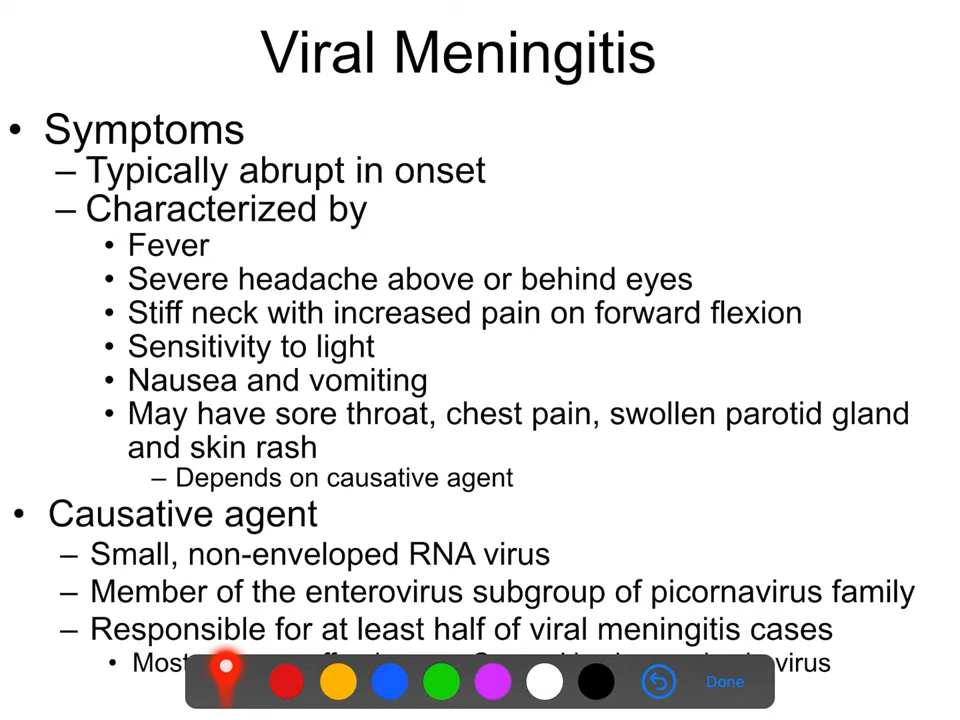 Viral Meningitis
• Symptoms
– Typically abrupt in onset
– Characterized by
• Fever
• Severe headache above or behind eyes
• Stiff neck with increased pain on forward flexion
• Sensitivity to light
• Nausea and vomiting
• May have sore throat, chest pain, swollen parotid gland
and skin rash
– Depends on causative agent
• Causative agent
– Small, non-enveloped RNA virus
– Member of the enterovirus subgroup of picornavirus family
– Responsible for at least half of viral meningitis cases
• Most
Done